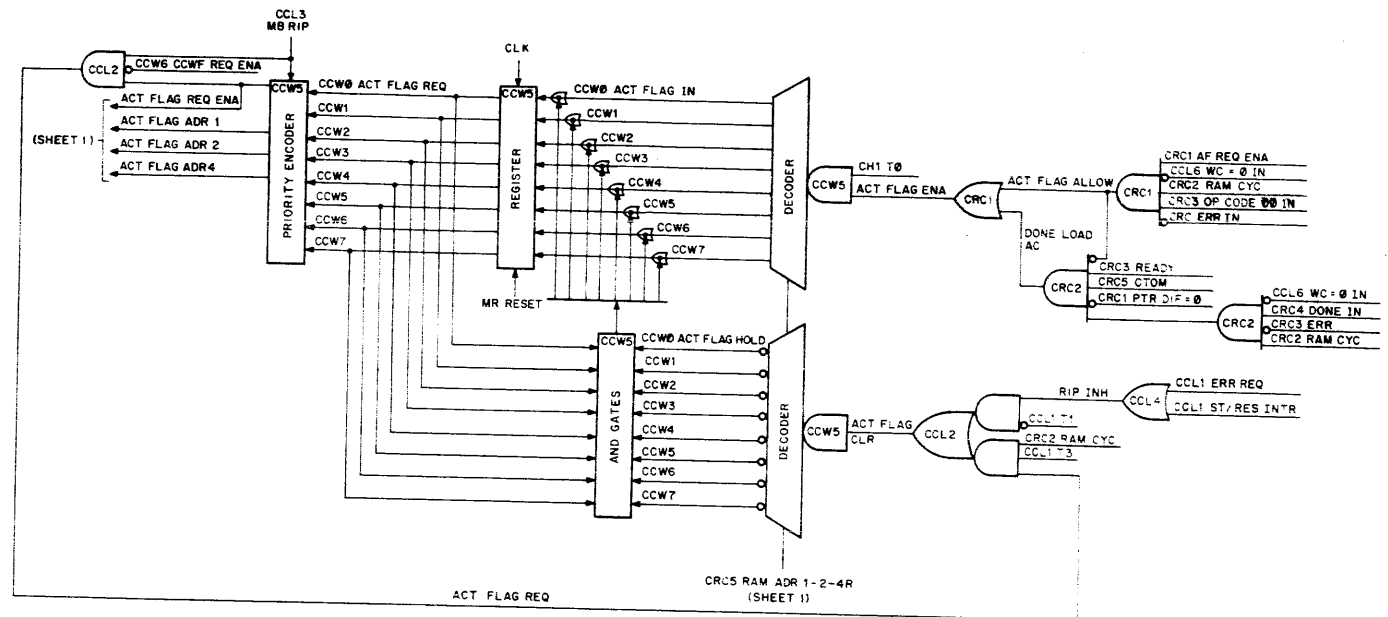 CCL3
MB RIP
CLK
CCL2
CCW6 CCWF REQ ENA
ACT FLAG REQ ENA
ACT FLAG ADR 1
(SHEET 1)
ACT FLAG ADR 2
ACT FLAG ADR4
CCW5
PRIORITY ENCODER
CCW0 ACT FLAG REQ
CCW1
CCW2
CCW3
CCW4
CCW5
CCW6
CCW7
CCW5
REGISTER
MR RESET
CCW0 ACT FLAG IN
CCW1
CCW2
CCW3
CCW4
CCW5
CCW6
CCW7
DECODER
CCW5
CH1 T0
ACT FLAG ENA
CRC1
ACT FLAG ALLOW
DONE LOAD
AC
CRC1
CRC1 AF REQ ENA
CCL6 WC = 0 IN
CRC2 RAM CYC
CRC3 OP CODE 00 IN
CRC ERR IN
CRC2
CRC3 READY
CRC5 CTOM
CRC1 PTR DIF = 0
CRC2
CCL6 WC = 0 IN
CRC4 DONE IN
CRC3 ERR
CRC2 RAM CYC
CCW5
AND GATES
CCW0 ACT FLAG HOLD
CCW1
CCW2
CCW3
CCW4
CCW5
CCW6
CCW7
DECODER
CCW5
ACT FLAG
CLR
CCL2
RIP INH
CCL1 T1
CRC2 RAM CYC
CCL1 T3
CCL4
CCL1 ERR REQ
CCL1 ST/RES INTR
CRC5 RAM ADR 1-2-4R
(SHEET 1)
ACT FLAG REQ